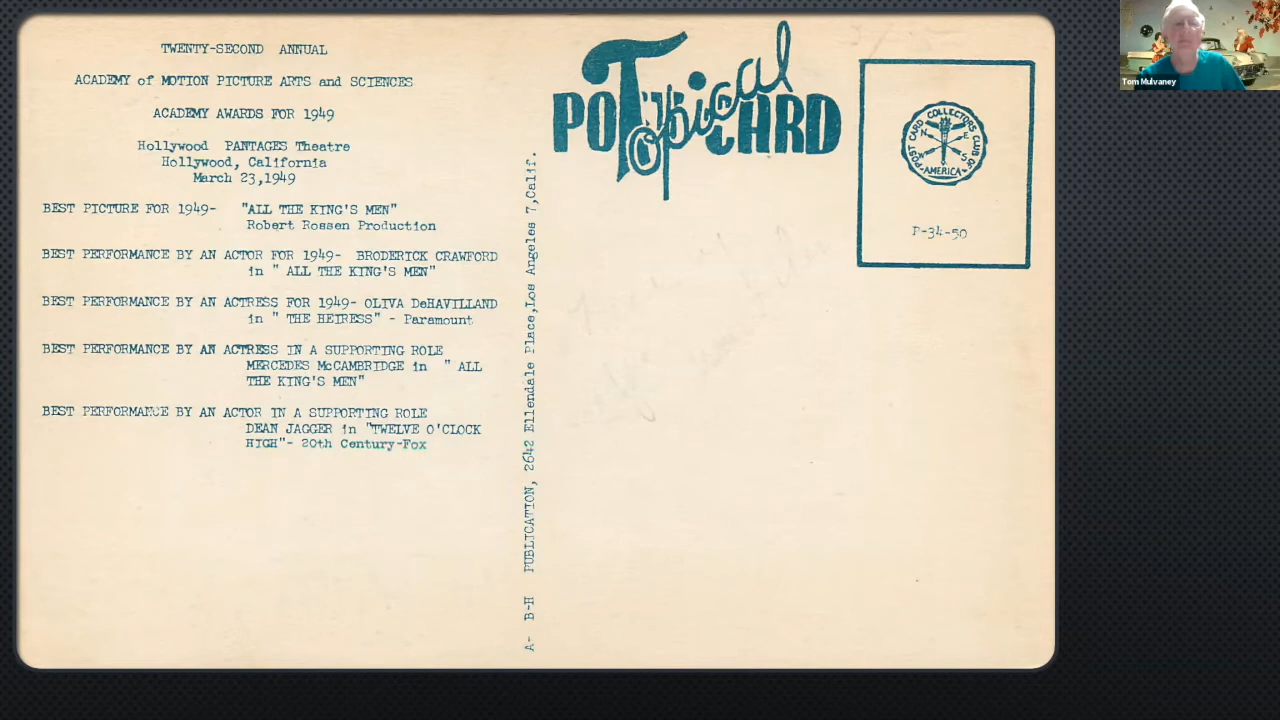 TWENTY-SECOND ANNUAL
ACADEMY of MOTION PICTURE ARTS and SCIENCES
ACADEMY AWARDS FOR 1949
Hollywood PANTAGES Theatre
Hollywood, California
March 23,1949
BEST PICTURE FOR 1949- "ALL THE KING'S MEN"
Robert Rossen Production
BEST PERFORMANCE BY AN ACTOR FOR 1949- BRODERICK CRAWFORD
in " ALL THE KING'S MEN"
BEST PERFORMANCE BY AN ACTRESS FOR 1949- OLIVA DeHAVILLAND
in " THE HEIRESS" - Paramount
BEST PERFORMANCE BY AN ACTRESS IN A SUPPORTING ROLE
MERCEDES McCAMBRIDGE in " ALL
THE KING'S MEN"
BEST PERFORMANCE BY AN ACTOR IN A SUPPORTING ROLE
DEAN JAGGER in "TWELVE O'CLOCK
HIGH"- 20th Century-Fox
A- B-H PUBLICATION, 2642 Ellendale Place,Los Angeles 7,Calif.
Topical
POST CARD
POST CARD COLLECTORS CLUB OF
AMERICA
N E
W S
P-34-50
Tom Mulvaney